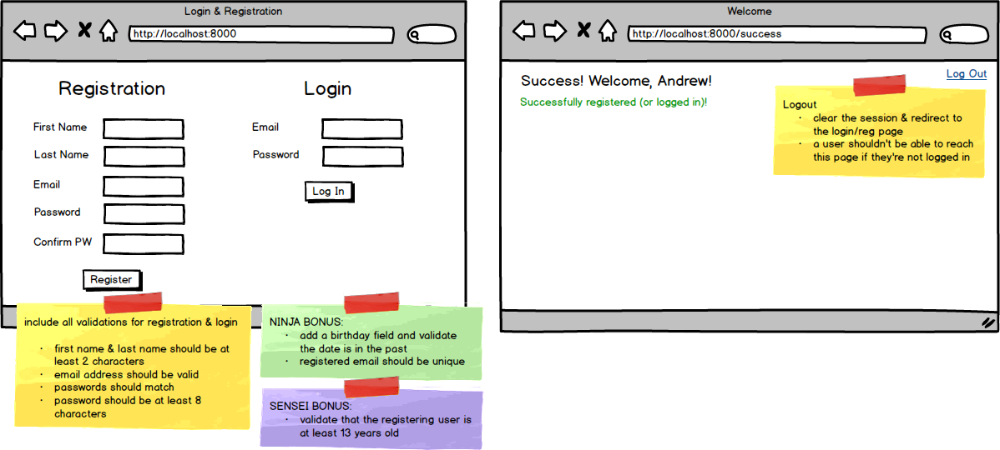 Login & Registration
http://localhost:8000
Registration
First Name
Last Name
Email
Password
Confirm PW
Register
Login
Email
Password
Log In
include all validations for registration & login
• first name & last name should be at
least 2 characters
• email address should be valid
• passwords should match
• password should be at least 8
characters
NINJA BONUS:
• add a birthday field and validate
the date is in the past
• registered email should be unique
SENSEI BONUS:
• validate that the registering user is
at least 13 years old
Welcome
http://localhost:8000/success
Success! Welcome, Andrew!
Log Out
Successfully registered (or logged in)!
Logout
• clear the session & redirect to
the login/reg page
• a user shouldn't be able to reach
this page if they're not logged in